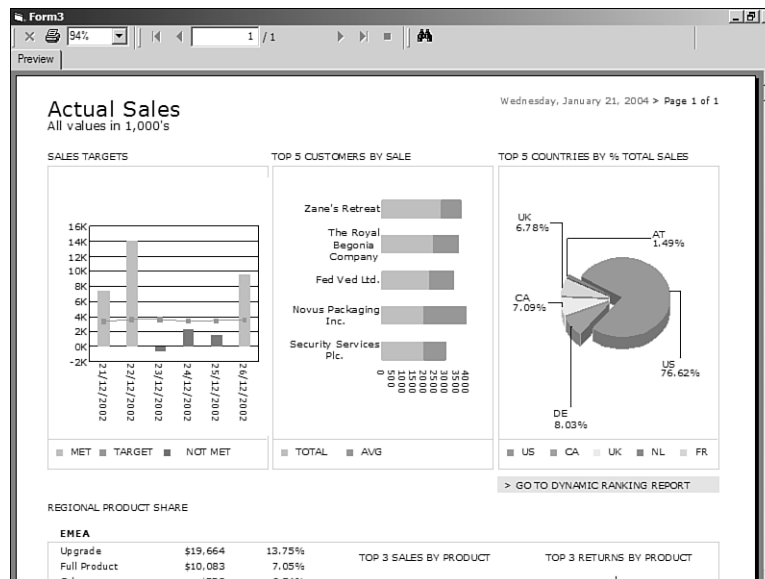 Form3
94%
1 / 1
Preview
Actual Sales
All values in 1,000's
Wednesday, January 21, 2004 > Page 1 of 1
SALES TARGETS
16K
14K
12K
10K
8K
6K
4K
2K
0K
-2K
21/12/2002
22/12/2002
23/12/2002
24/12/2002
25/12/2002
26/12/2002
MET TARGET NOT MET
TOP 5 CUSTOMERS BY SALE
Zane's Retreat
The Royal
Begonia
Company
Fed Ved Ltd.
Novus Packaging
Inc.
Security Services
Plc.
0
500
1000
1500
2000
2500
3000
3500
4000
TOTAL AVG
TOP 5 COUNTRIES BY % TOTAL SALES
UK
6.78%
AT
1.49%
CA
7.09%
US
76.62%
DE
8.03%
US CA UK NL FR
> GO TO DYNAMIC RANKING REPORT
REGIONAL PRODUCT SHARE
EMEA
Upgrade $19,664 13.75%
Full Product $10,083 7.05%
TOP 3 SALES BY PRODUCT
TOP 3 RETURNS BY PRODUCT